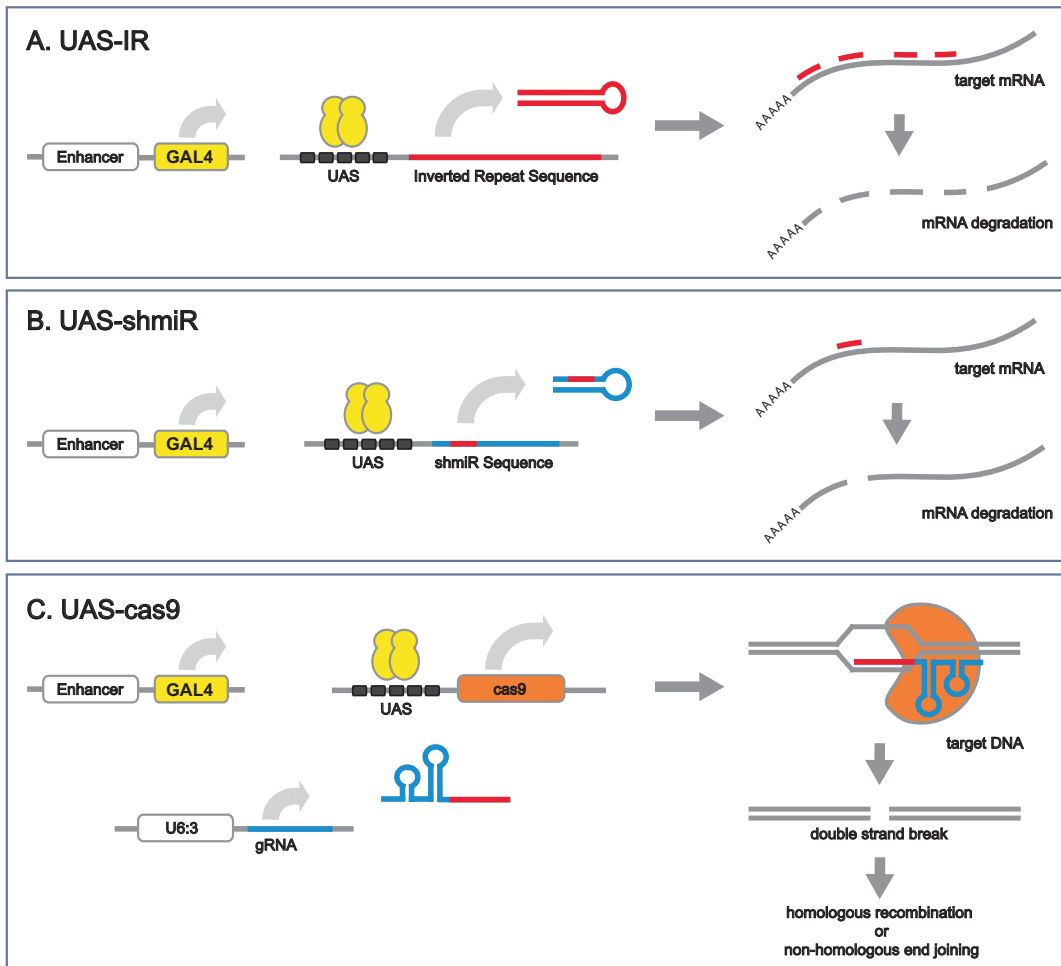 A. UAS-IR
Enhancer
GAL4
UAS
Inverted Repeat Sequence
AAAAA
target mRNA
AAAAA
mRNA degradation
B. UAS-shmiR
Enhancer
GAL4
UAS
shmiR Sequence
AAAAA
target mRNA
AAAAA
mRNA degradation
C. UAS-cas9
Enhancer
GAL4
UAS
cas9
target DNA
U6:3
gRNA
double strand break
homologous recombination
or
non-homologous end joining